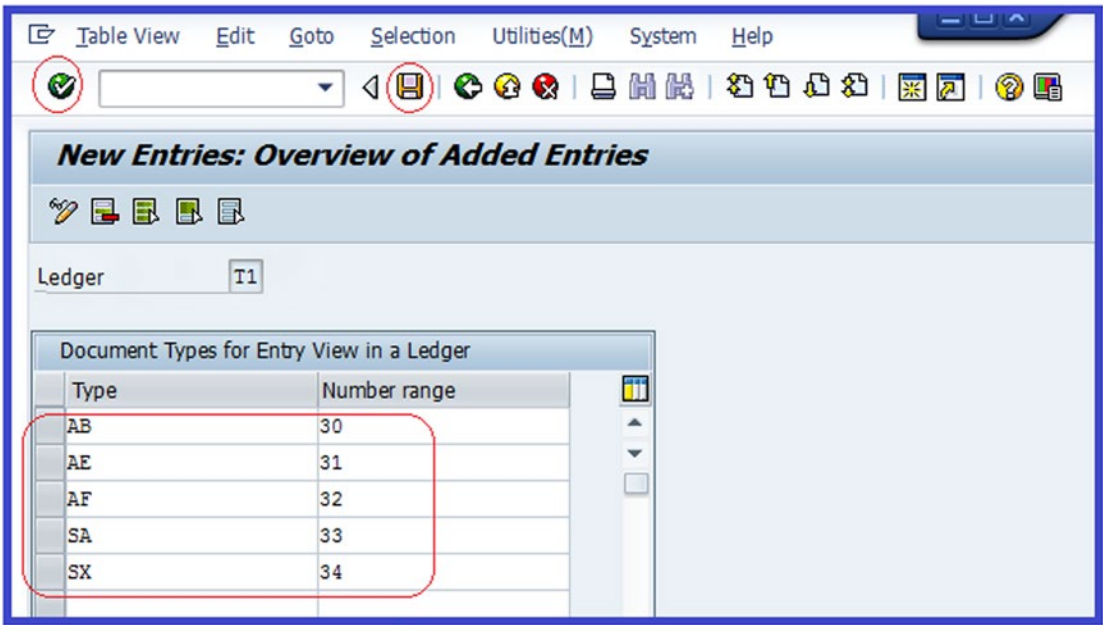 Table View Edit Goto Selection Utilities(M) System Help
New Entries: Overview of Added Entries
Ledger T1
Document Types for Entry View in a Ledger
Type Number range
AB 30
AE 31
AF 32
SA 33
SX 34